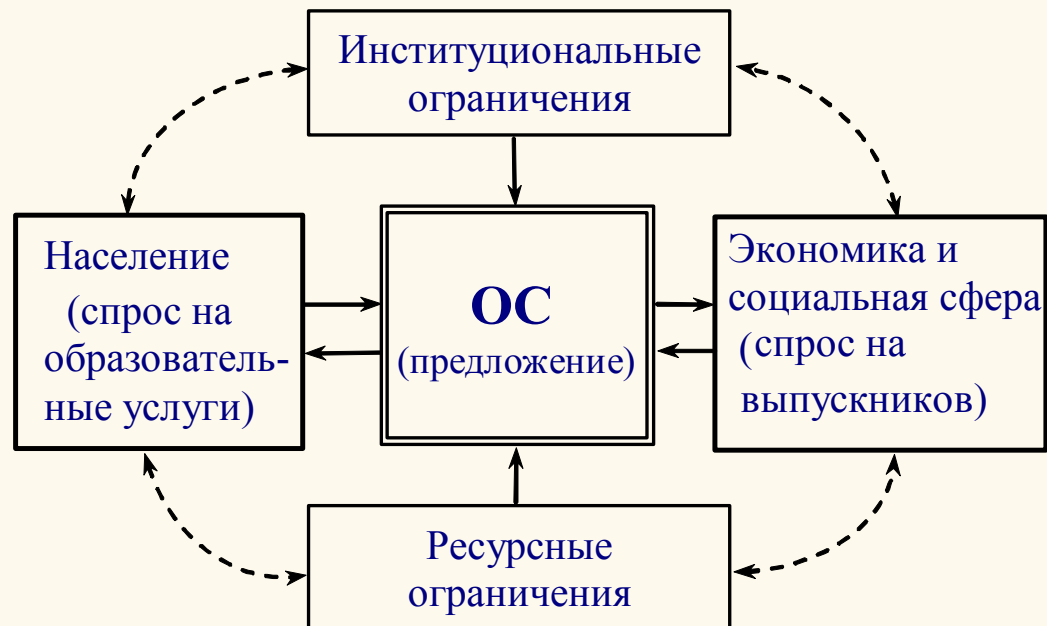 Институциональные
ограничения
Население
(спрос на
образователь-
ные услуги)
ОС
(предложение)
Экономика и
социальная сфера
(спрос на
выпускников)
Ресурсные
ограничения